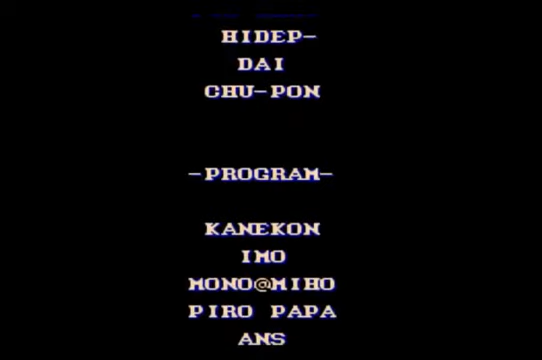 HIDEP-
DAI
CHU-PON
-PROGRAM-
KANEKON
IMO
MONO@MIHO
PIRO PAPA
ANS